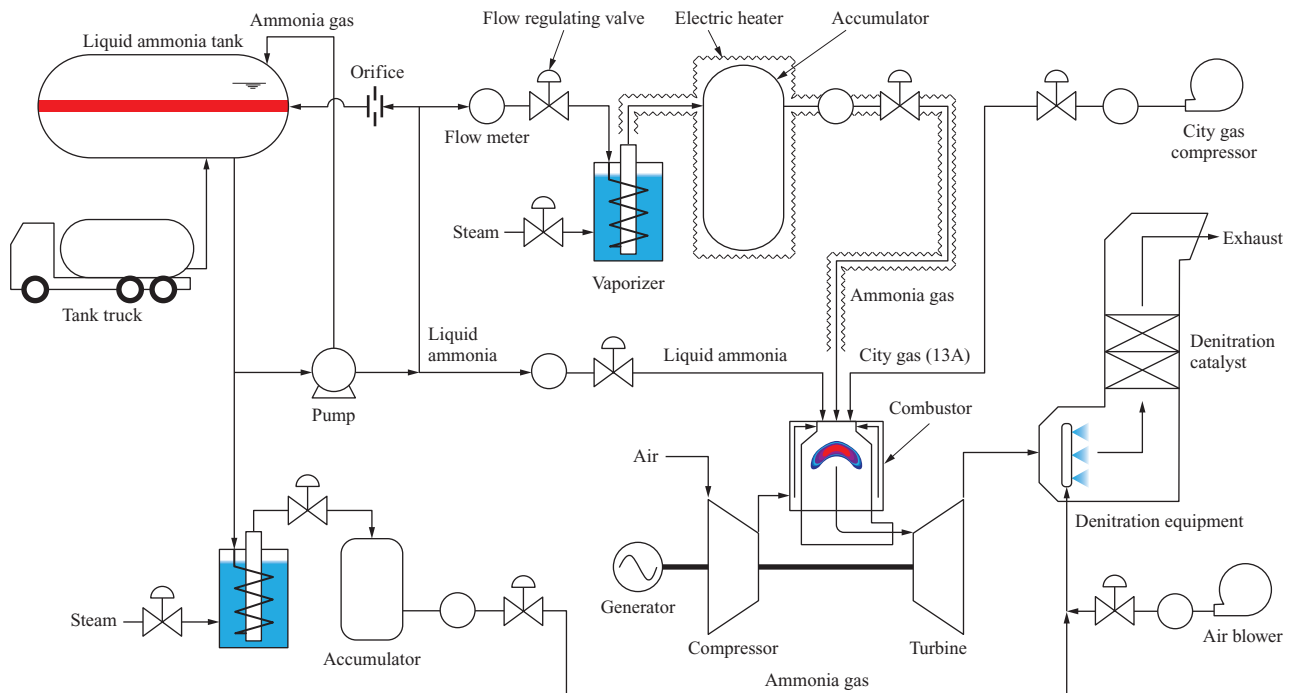 Ammonia gas
Flow regulating valve
Electric heater
Accumulator
Liquid ammonia tank
Orifice
Flow meter
City gas
compressor
Steam
Vaporizer
Exhaust
Tank truck
Ammonia gas
Liquid
ammonia
Liquid ammonia
City gas (13A)
Denitration
catalyst
Pump
Combustor
Air
Denitration equipment
Generator
Steam
Accumulator
Compressor
Turbine
Air blower
Ammonia gas